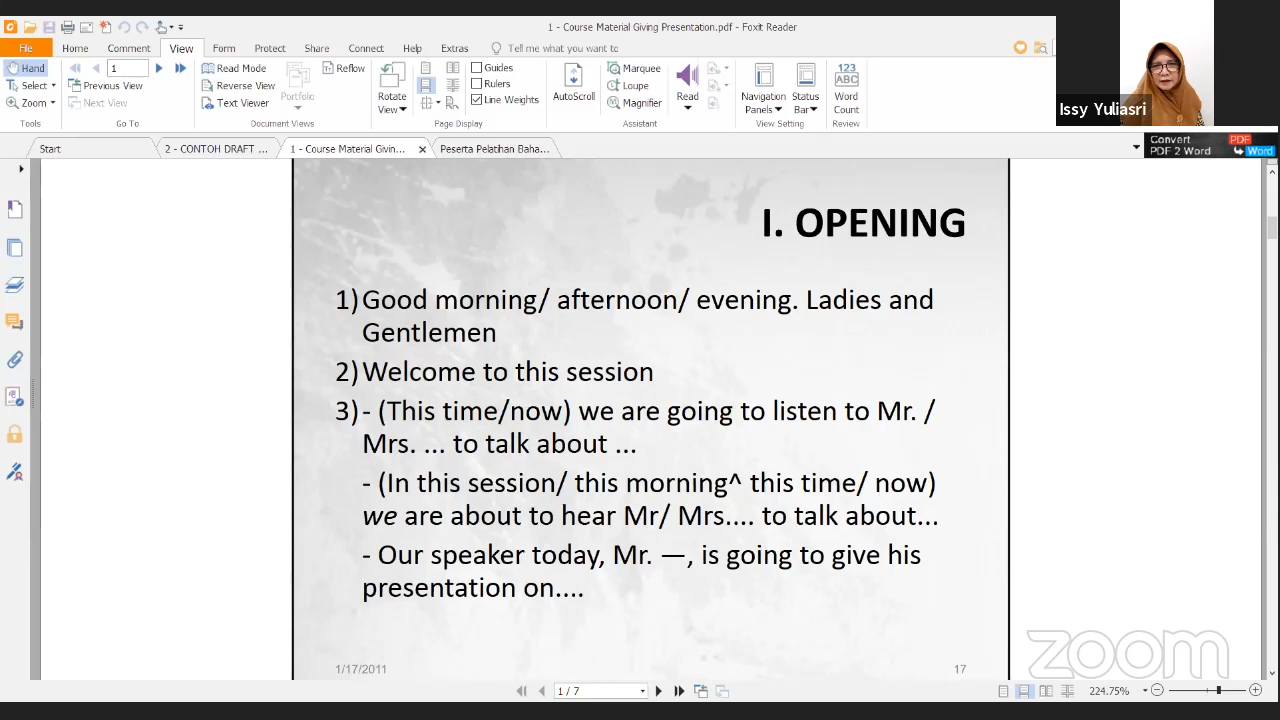 1 - Course Material Giving Presentation.pdf - Foxit Reader
File Home Comment View Form Protect Share Connect Help Extras Tell me what you want to
Hand 1 Read Mode Reflow Guides Marquee
Select Previous View Reverse View Rulers Loupe
Zoom Next View Text Viewer Portfolio Rotate View Line Weights AutoScroll Magnifier Read Navigation Panels Status Bar Word Count
123
ABC
Tools Go To Document Views Page Display Assistant View Setting Review
Issy Yuliasri
Start 2 - CONTOH DRAFT ... 1 - Course Material Givin... Peserta Pelatihan Baha...
Convert PDF
PDF 2 Word Word
I. OPENING
1) Good morning/ afternoon/ evening. Ladies and
Gentlemen
2) Welcome to this session
3) - (This time/now) we are going to listen to Mr. /
Mrs. ... to talk about ...
- (In this session/ this morning^ this time/ now)
we are about to hear Mr/ Mrs.... to talk about...
- Our speaker today, Mr. —, is going to give his
presentation on....
1/17/2011 17
zoom
1 / 7 224.75%